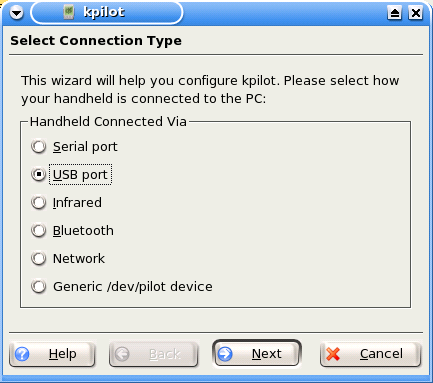 kpilot
Select Connection Type
This wizard will help you configure kpilot. Please select how
your handheld is connected to the PC:
Handheld Connected Via
Serial port
USB port
Infrared
Bluetooth
Network
Generic /dev/pilot device
Help
Back
Next
Cancel